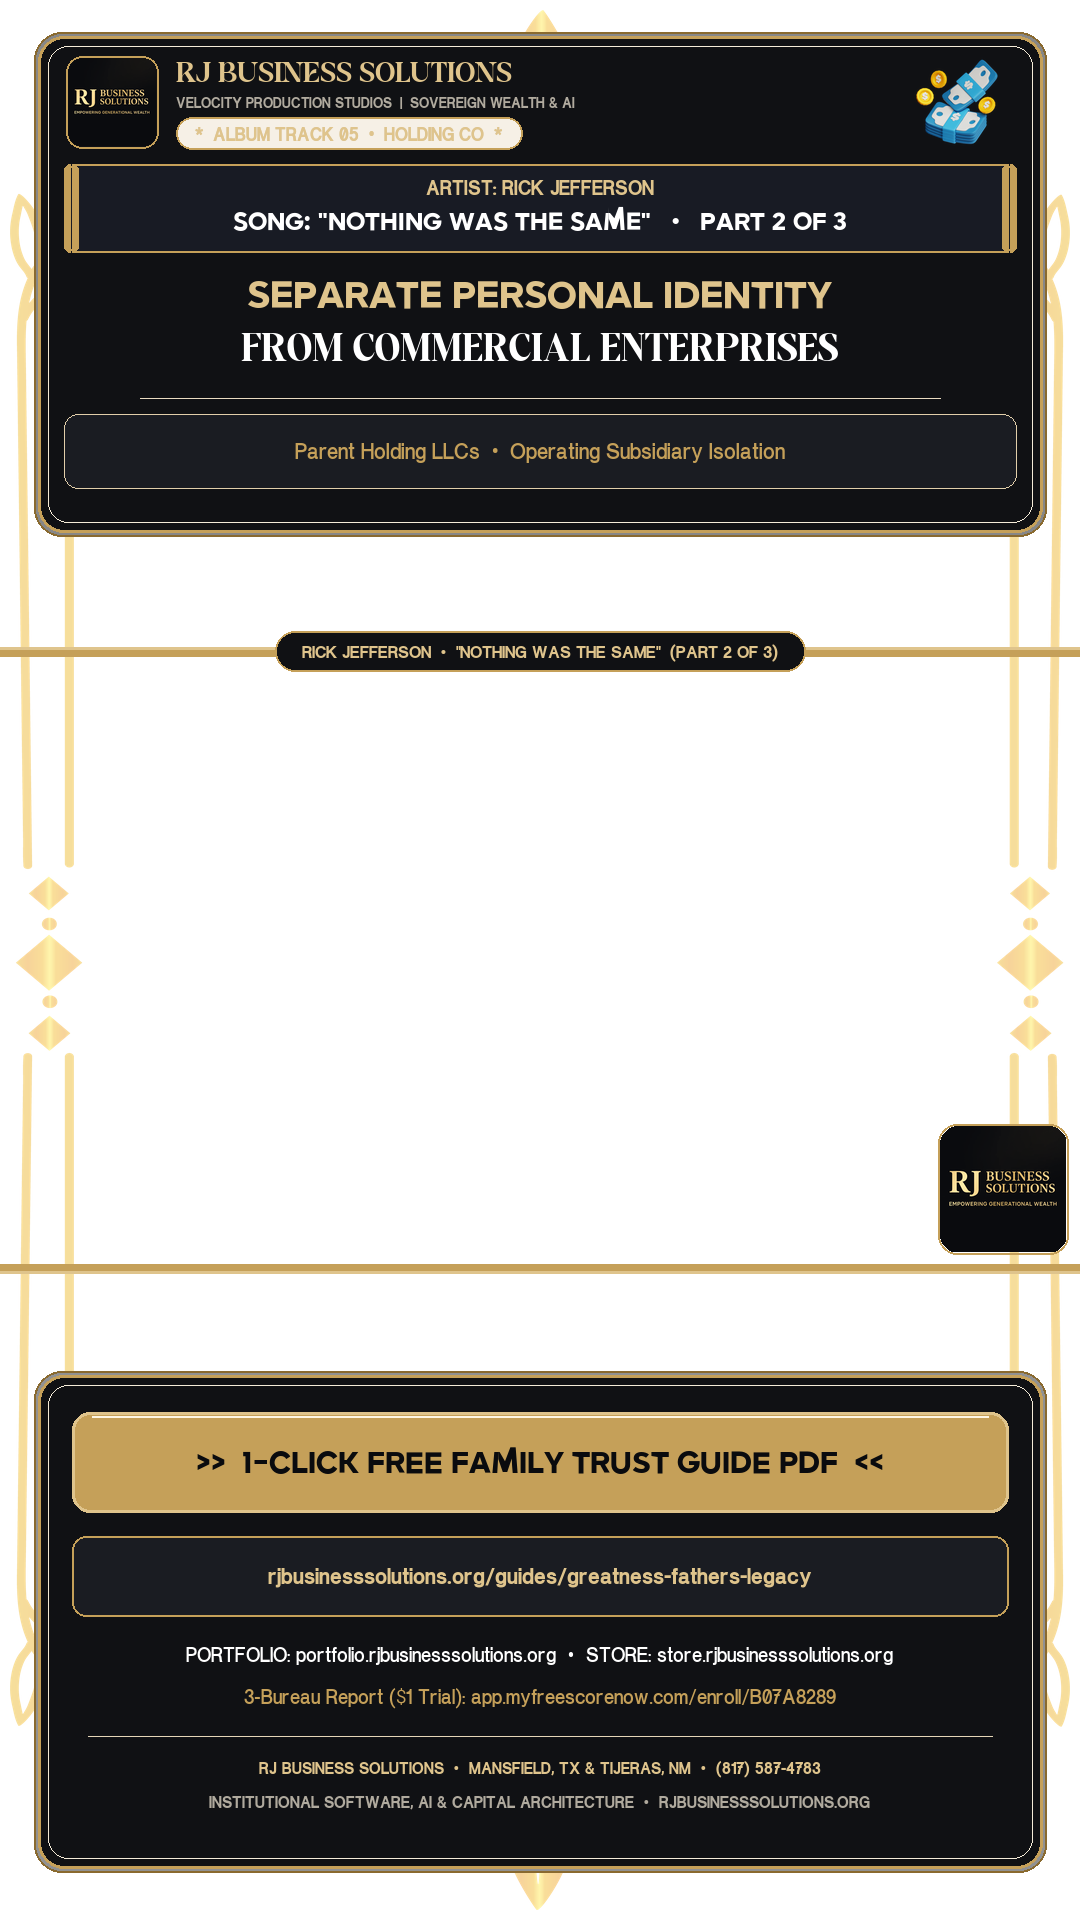 RJ BUSINESS SOLUTIONS
EMPOWERING GENERATIONAL WEALTH
RJ BUSINESS SOLUTIONS
VELOCITY PRODUCTION STUDIOS | SOVEREIGN WEALTH & AI
* ALBUM TRACK 05 • HOLDING CO *
ARTIST: RICK JEFFERSON
SONG: "NOTHING WAS THE SAME" • PART 2 OF 3
SEPARATE PERSONAL IDENTITY
FROM COMMERCIAL ENTERPRISES
Parent Holding LLCs • Operating Subsidiary Isolation
RICK JEFFERSON • "NOTHING WAS THE SAME" (PART 2 OF 3)
RJ BUSINESS SOLUTIONS
EMPOWERING GENERATIONAL WEALTH
>> 1-CLICK FREE FAMILY TRUST GUIDE PDF <<
rjbusinesssolutions.org/guides/greatness-fathers-legacy
PORTFOLIO: portfolio.rjbusinesssolutions.org • STORE: store.rjbusinesssolutions.org
3-Bureau Report ($1 Trial): app.myfreescorenow.com/enroll/B07A8289
RJ BUSINESS SOLUTIONS • MANSFIELD, TX & TIJERAS, NM • (817) 587-4783
INSTITUTIONAL SOFTWARE, AI & CAPITAL ARCHITECTURE • RJBUSINESSSOLUTIONS.ORG